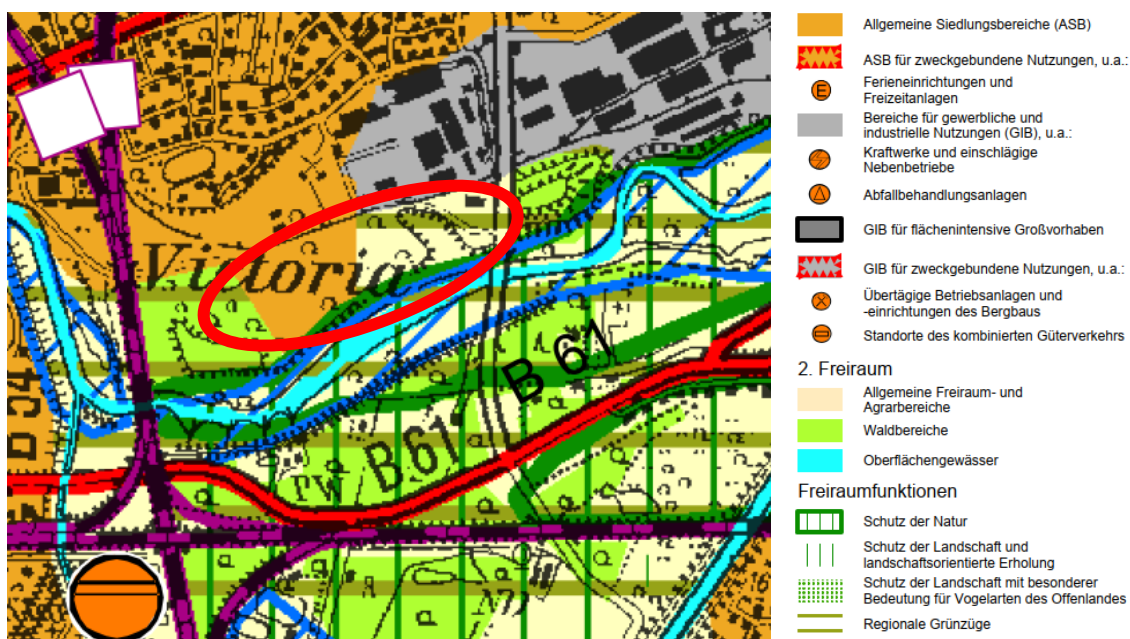 Viktoria
B 61
B 61
PW
B 54
Allgemeine Siedlungsbereiche (ASB)
ASB für zweckgebundene Nutzungen, u.a.:
E
Ferieneinrichtungen und
Freizeitanlagen
Bereiche für gewerbliche und
industrielle Nutzungen (GIB), u.a.:
Kraftwerke und einschlägige
Nebenbetriebe
Abfallbehandlungsanlagen
GIB für flächenintensive Großvorhaben
GIB für zweckgebundene Nutzungen, u.a.:
Übertägige Betriebsanlagen und
-einrichtungen des Bergbaus
Standorte des kombinierten Güterverkehrs
2. Freiraum
Allgemeine Freiraum- und
Agrarbereiche
Waldbereiche
Oberflächengewässer
Freiraumfunktionen
Schutz der Natur
Schutz der Landschaft und
landschaftsorientierte Erholung
Schutz der Landschaft mit besonderer
Bedeutung für Vogelarten des Offenlandes
Regionale Grünzüge